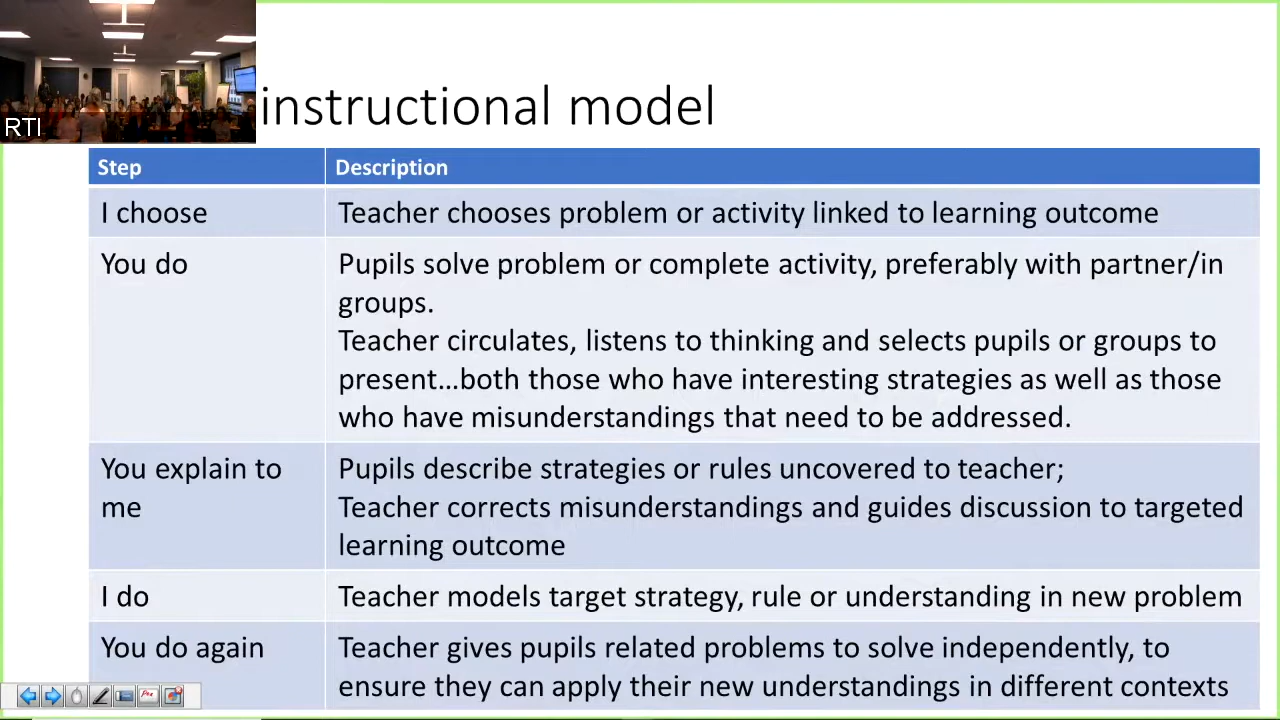 RTI
instructional model
Step
Description
I choose
Teacher chooses problem or activity linked to learning outcome
You do
Pupils solve problem or complete activity, preferably with partner/in
groups.
Teacher circulates, listens to thinking and selects pupils or groups to
present…both those who have interesting strategies as well as those
who have misunderstandings that need to be addressed.
You explain to
me
Pupils describe strategies or rules uncovered to teacher;
Teacher corrects misunderstandings and guides discussion to targeted
learning outcome
I do
Teacher models target strategy, rule or understanding in new problem
You do again
Teacher gives pupils related problems to solve independently, to
ensure they can apply their new understandings in different contexts